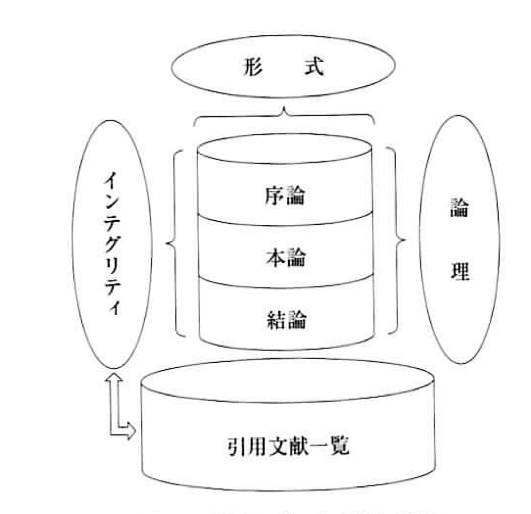 形 式
インテグリティ
序論
本論
結論
論理
引用文献一覧